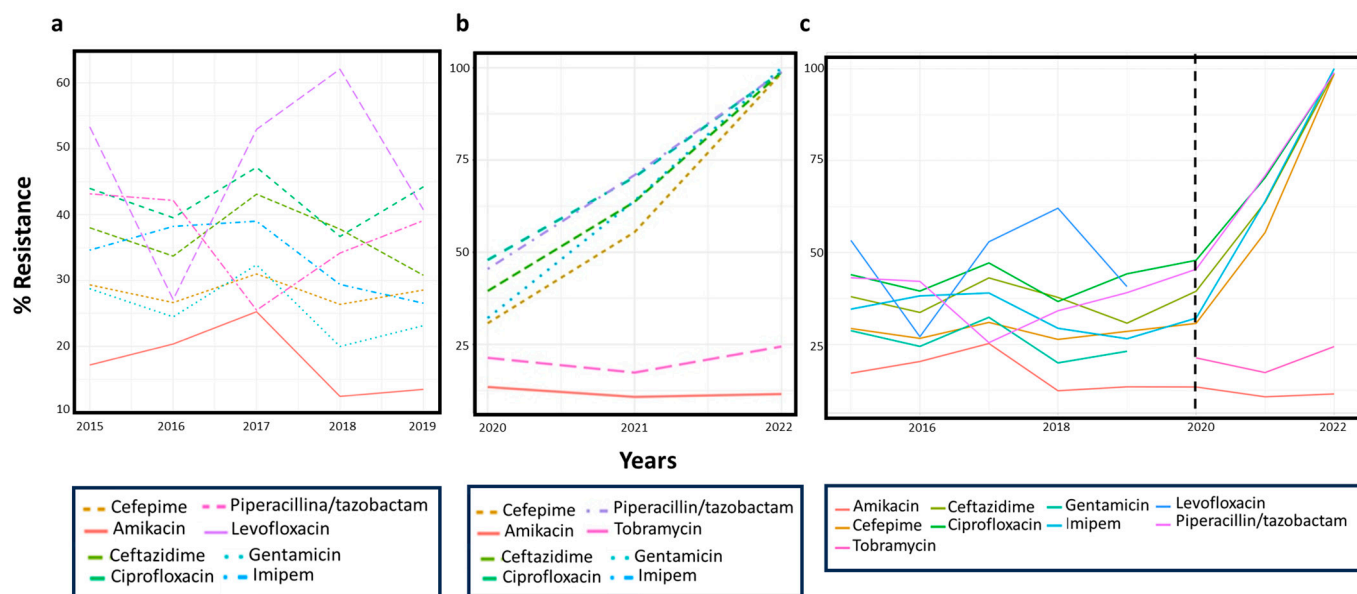 a
b
c
% Resistance
60
50
40
30
20
10
2015 2016 2017 2018 2019
100
75
50
25
2020 2021 2022
100
75
50
25
2016 2018 2020 2022
Years
Cefepime Piperacillina/tazobactam
Amikacin Levofloxacin
Ceftazidime Gentamicin
Ciprofloxacin Imipem
Cefepime Piperacillin/tazobactam
Amikacin Tobramycin
Ceftazidime Gentamicin
Ciprofloxacin Imipem
Amikacin Ceftazidime Gentamicin Levofloxacin
Cefepime Ciprofloxacin Imipem Piperacillin/tazobactam
Tobramycin